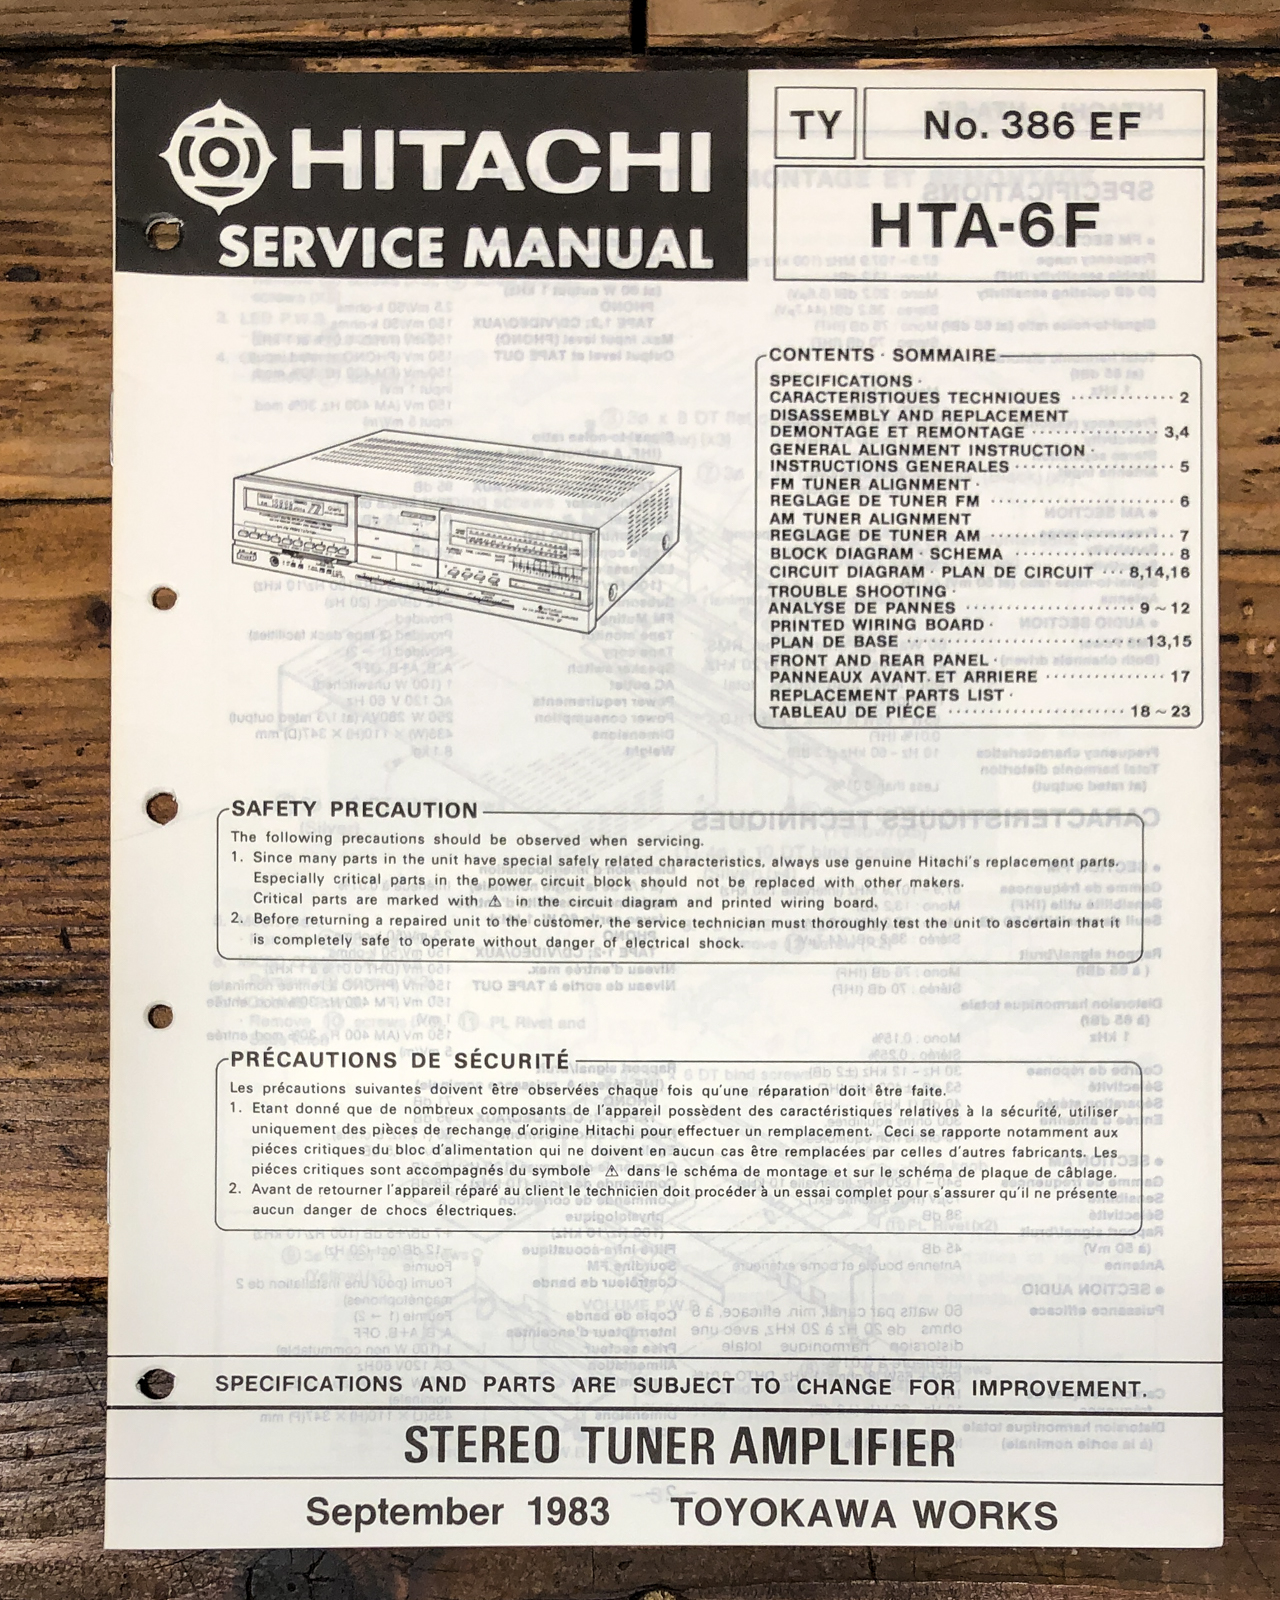 HITACHI
SERVICE MANUAL
TY
No. 386 EF
HTA-6F
CONTENTS · SOMMAIRE
SPECIFICATIONS ·
CARACTERISTIQUES TECHNIQUES ············ 2
DISASSEMBLY AND REPLACEMENT
DEMONTAGE ET REMONTAGE ··············· 3,4
GENERAL ALIGNMENT INSTRUCTION ·
INSTRUCTIONS GENERALES ··················· 5
FM TUNER ALIGNMENT ·
REGLAGE DE TUNER FM ······················ 6
AM TUNER ALIGNMENT
REGLAGE DE TUNER AM ······················ 7
BLOCK DIAGRAM · SCHEMA ··················· 8
CIRCUIT DIAGRAM · PLAN DE CIRCUIT ··· 8,14,16
TROUBLE SHOOTING ·
ANALYSE DE PANNES ···················· 9~12
PRINTED WIRING BOARD ·
PLAN DE BASE ··························· 13,15
FRONT AND REAR PANEL ·
PANNEAUX AVANT ET ARRIERE ·············· 17
REPLACEMENT PARTS LIST ·
TABLEAU DE PIÉCE ······················ 18~23
SAFETY PRECAUTION
The following precautions should be observed when servicing.
1. Since many parts in the unit have special safely related characteristics, always use genuine Hitachi's replacement parts.
Especially critical parts in the power circuit block should not be replaced with other makers.
Critical parts are marked with ⚠ in the circuit diagram and printed wiring board.
2. Before returning a repaired unit to the customer, the service technician must thoroughly test the unit to ascertain that it
is completely safe to operate without danger of electrical shock.
PRÉCAUTIONS DE SÉCURITÉ
Les précautions suivantes doivent être observées chaque fois qu'une réparation doit être faite.
1. Etant donné que de nombreux composants de l'appareil possèdent des caractéristiques relatives à la sécurité, utiliser
uniquement des pièces de rechange d'origine Hitachi pour effectuer un remplacement. Ceci se rapporte notamment aux
piéces critiques du bloc d'alimentation qui ne doivent en aucun cas être remplacées par celles d'autres fabricants. Les
piéces critiques sont accompagnés du symbole ⚠ dans le schéma de montage et sur le schéma de plaque de câblage.
2. Avant de retourner l'appareil réparé au client le technicien doit procéder à un essai complet pour s'assurer qu'il ne présente
aucun danger de chocs électriques.
SPECIFICATIONS AND PARTS ARE SUBJECT TO CHANGE FOR IMPROVEMENT.
STEREO TUNER AMPLIFIER
September 1983 TOYOKAWA WORKS